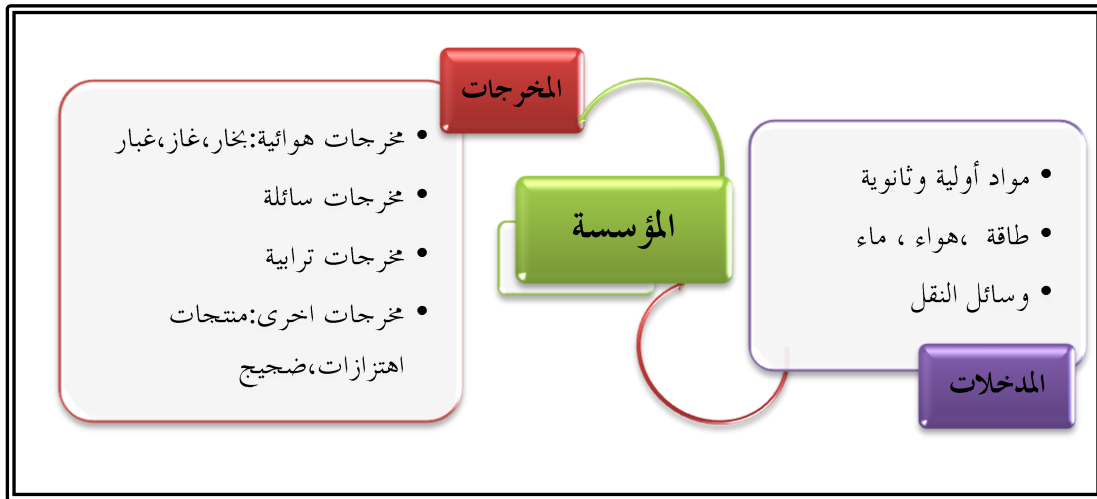 • مواد أولية وثانوية
• طاقة ،هواء ، ماء
• وسائل النقل
المدخلات
المؤسسة
المخرجات
• مخرجات هوائية:بخار،غاز،غبار
• مخرجات سائلة
• مخرجات ترابية
• مخرجات اخرى:منتجات
اهتزازات،ضجيج